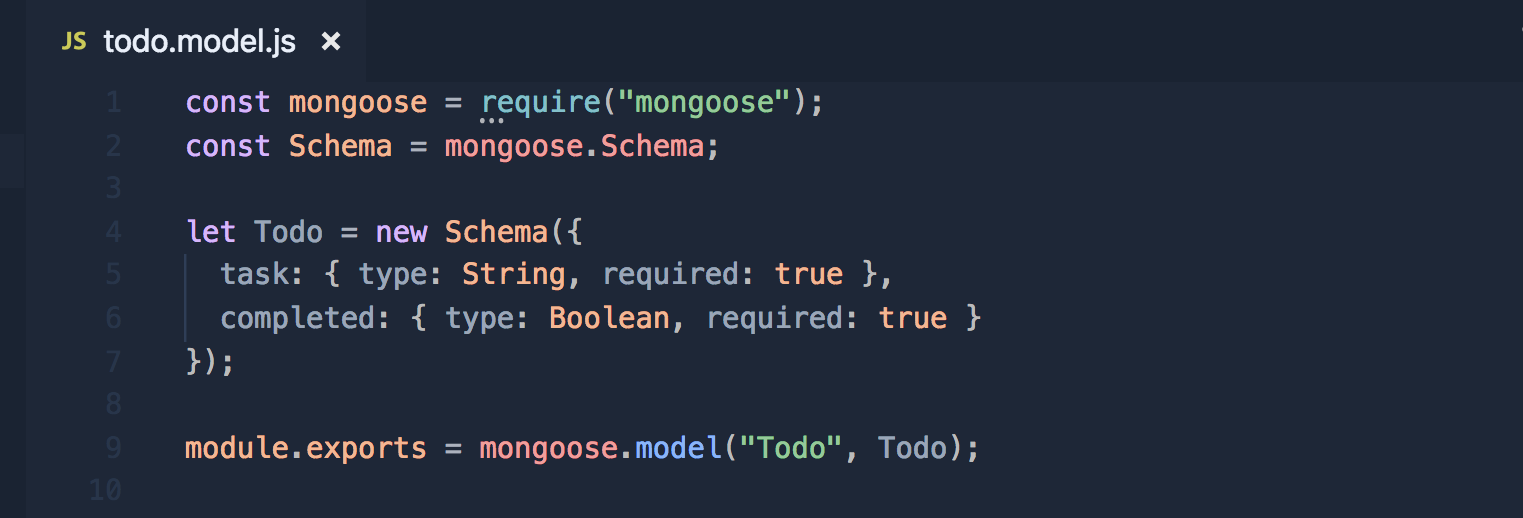 JS todo.model.js ×
1 const mongoose = require("mongoose");
2 const Schema = mongoose.Schema;
3
4 let Todo = new Schema({
5   task: { type: String, required: true },
6   completed: { type: Boolean, required: true }
7 });
8
9 module.exports = mongoose.model("Todo", Todo);
10